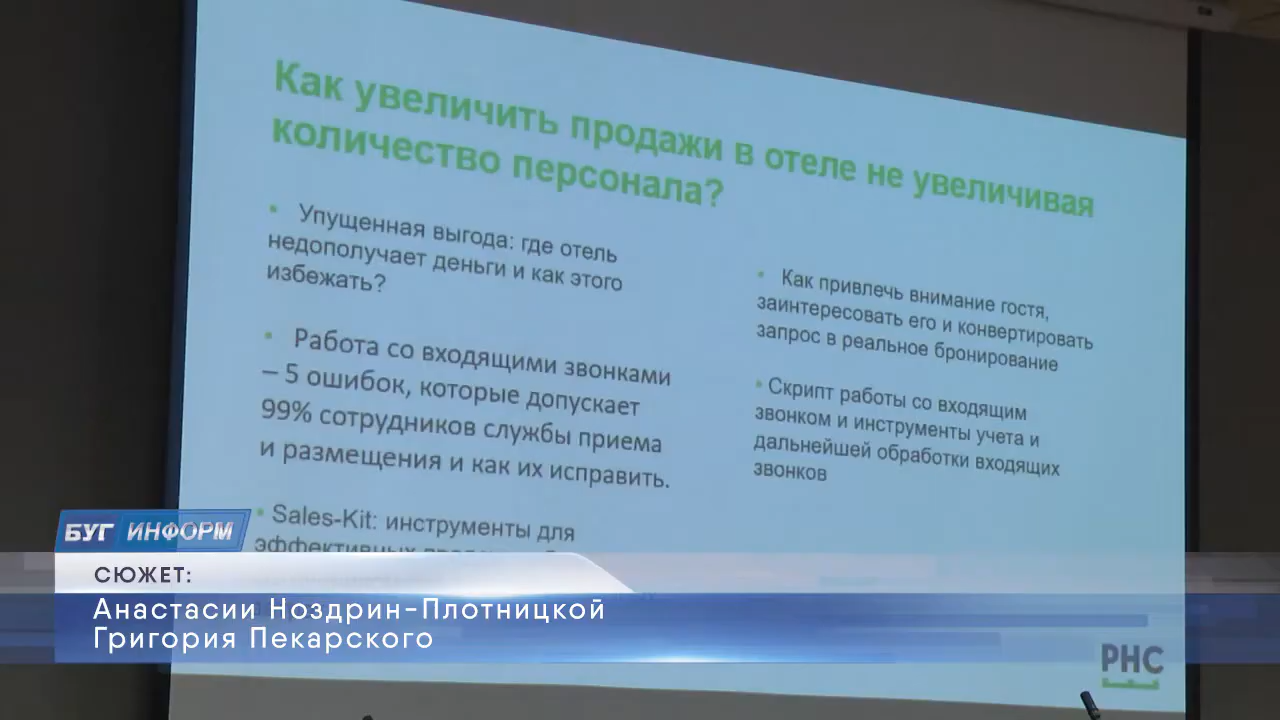 Как увеличить продажи в отеле не увеличивая
количество персонала?
• Упущенная выгода: где отель
недополучает деньги и как этого
избежать?
• Работа со входящими звонками
– 5 ошибок, которые допускает
99% сотрудников службы приема
и размещения и как их исправить.
• Sales-Kit: инструменты для
эффективных
• Как привлечь внимание гостя,
заинтересовать его и конвертировать
запрос в реальное бронирование
• Скрипт работы со входящим
звонком и инструменты учета и
дальнейшей обработки входящих
звонков
БУГ ИНФОРМ
СЮЖЕТ:
Анастасии Ноздрин-Плотницкой
Григория Пекарского
РНС